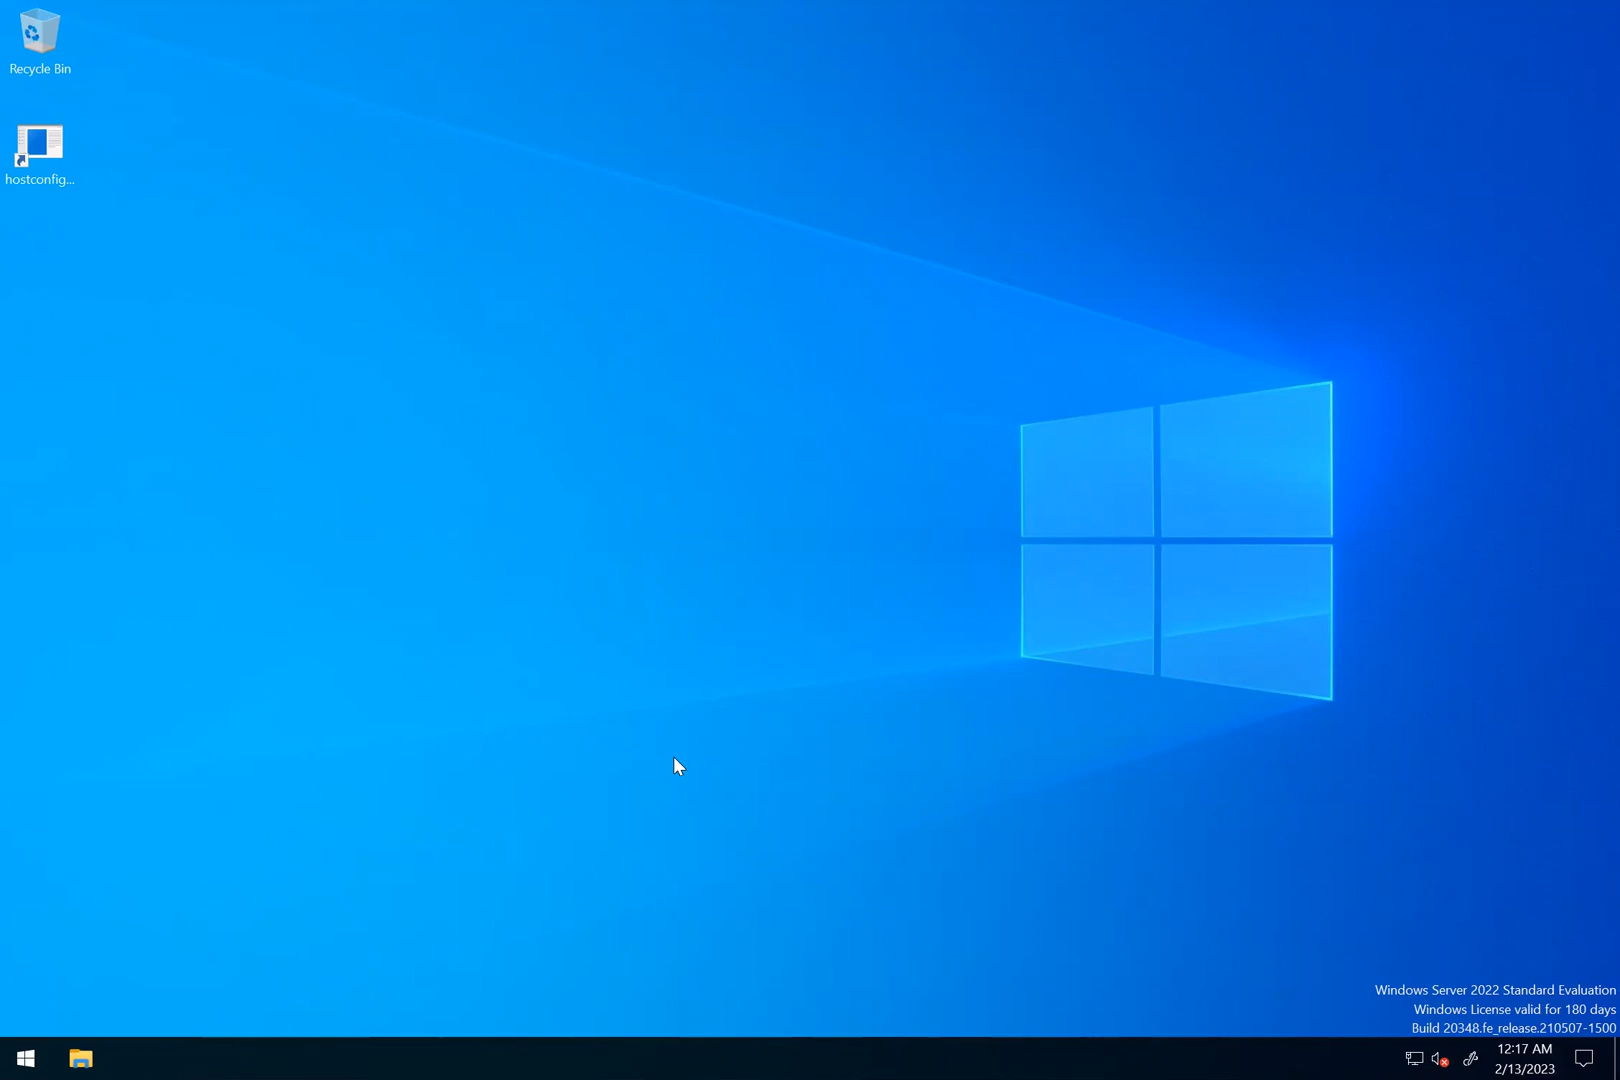 Recycle Bin
hostconfig...
Windows Server 2022 Standard Evaluation
Windows License valid for 180 days
Build 20348.fe_release.210507-1500
12:17 AM
2/13/2023